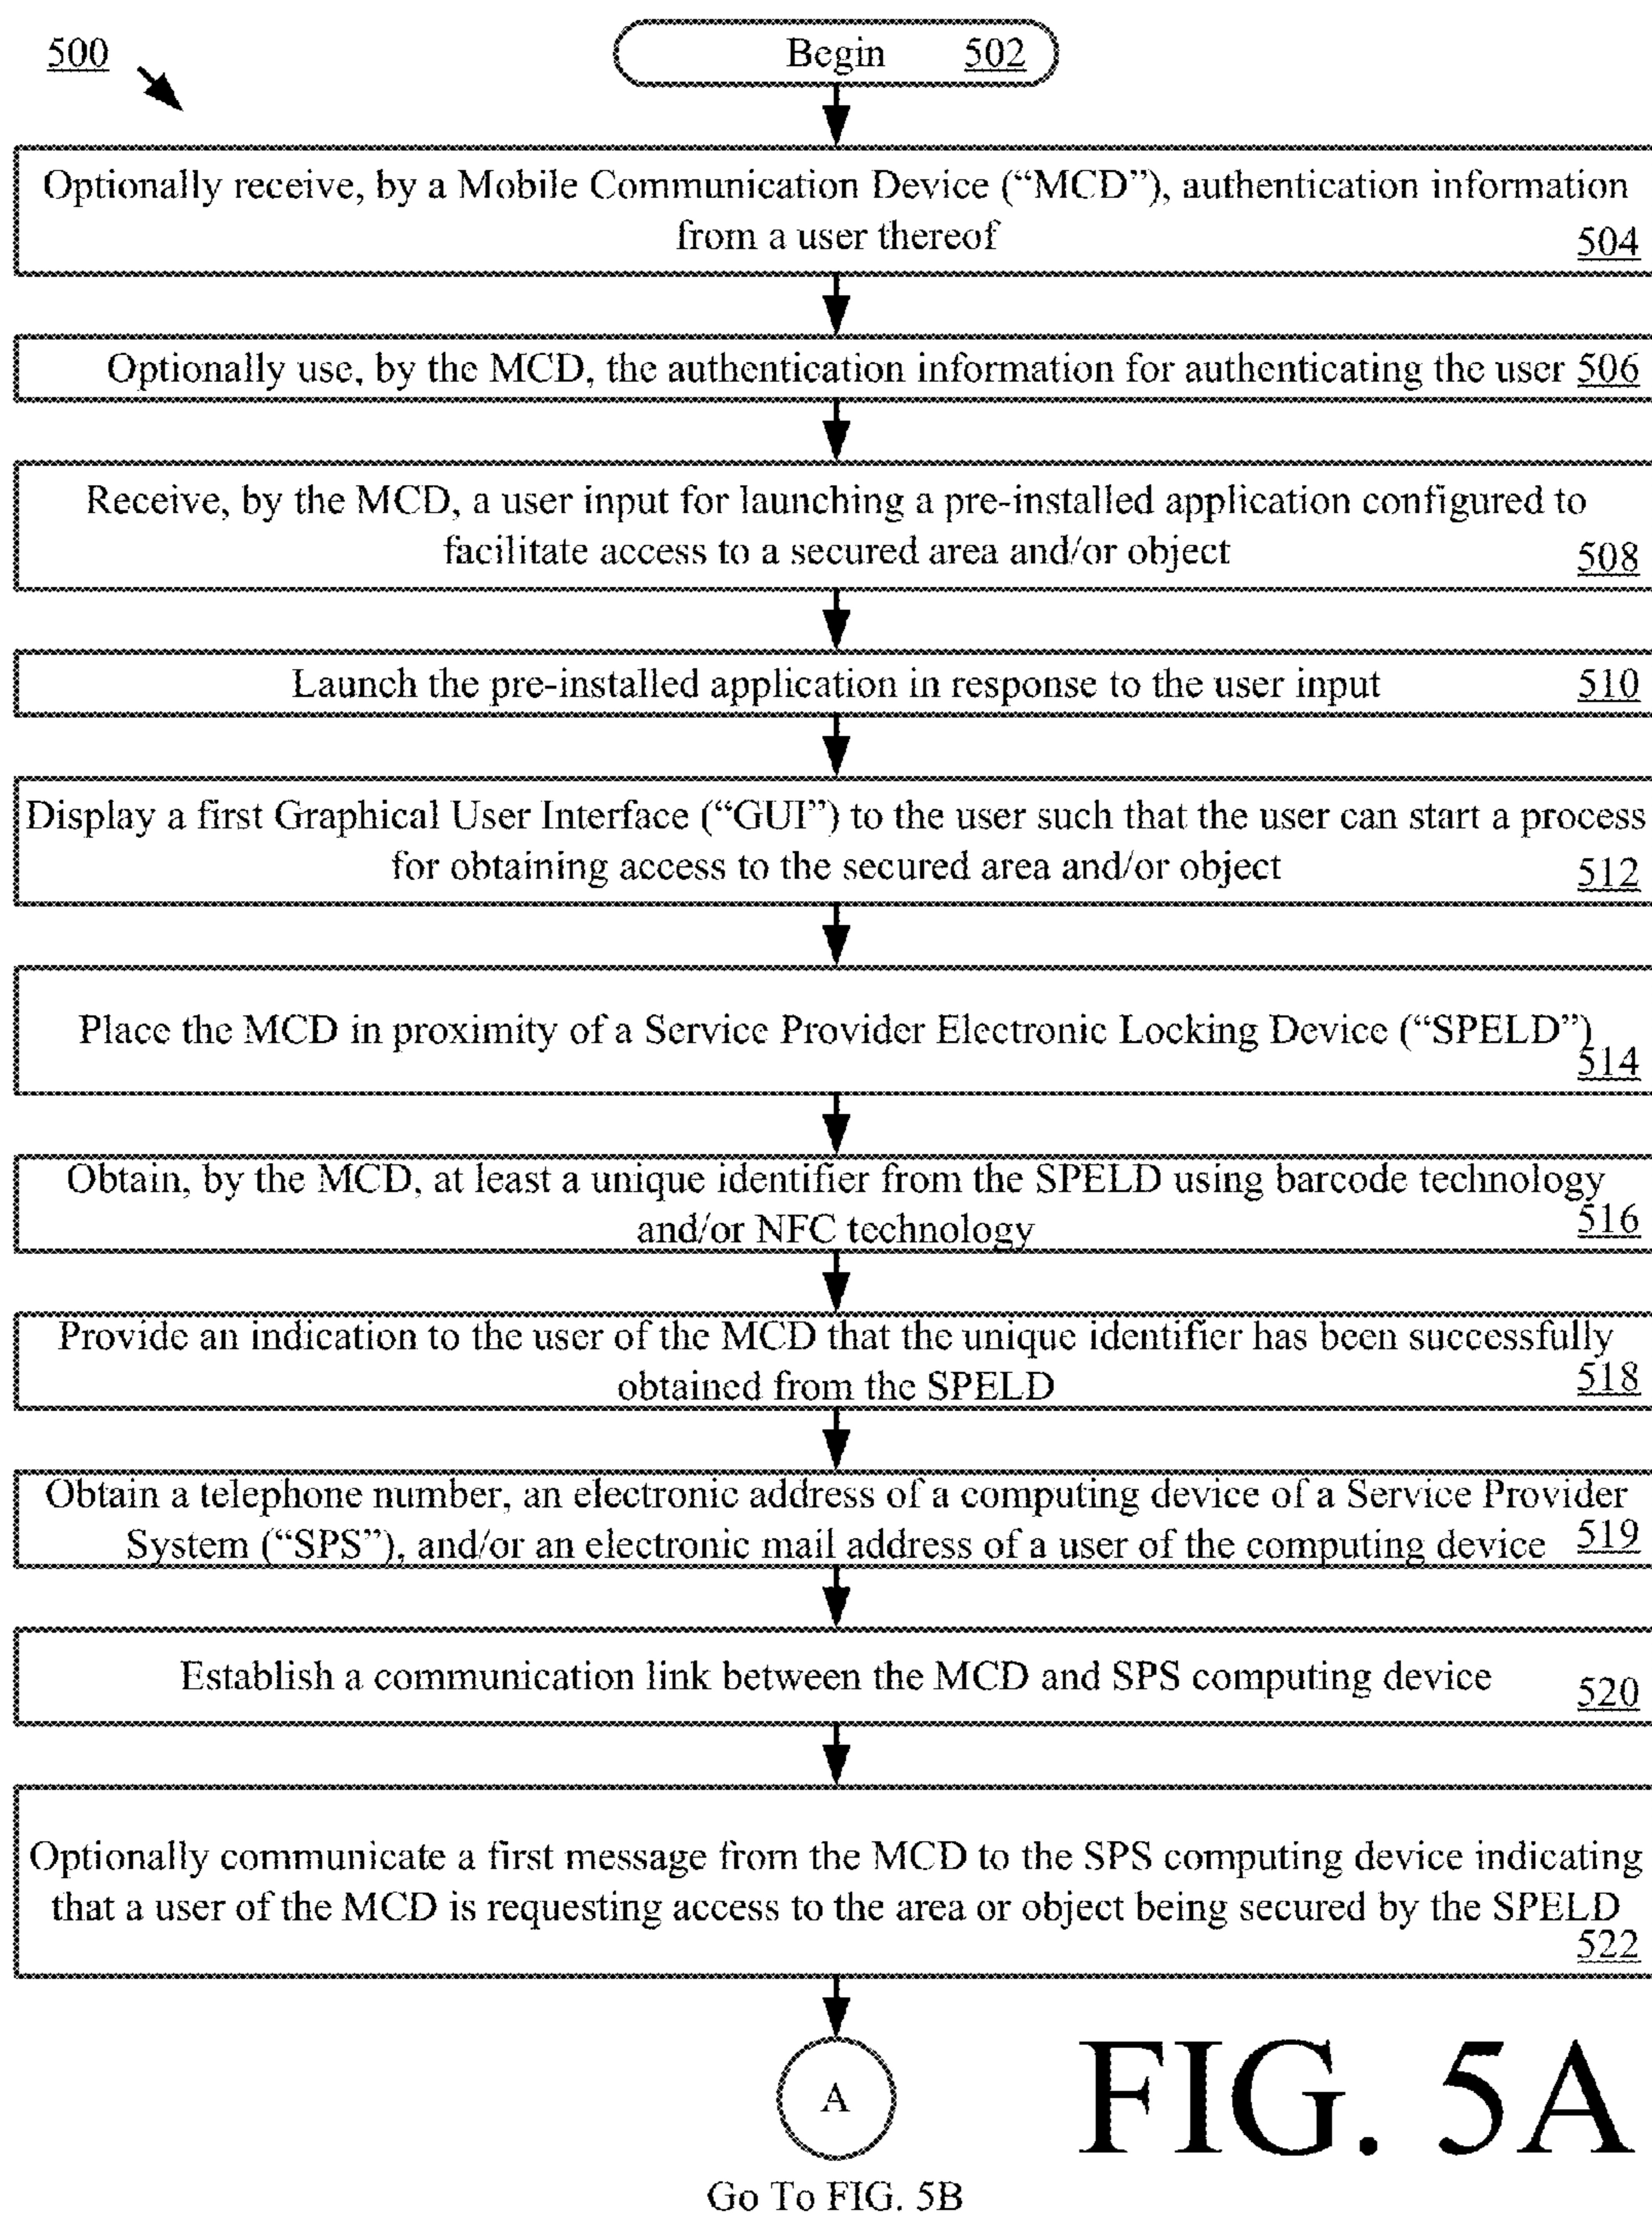 500
Begin 502
Optionally receive, by a Mobile Communication Device (“MCD”), authentication information
from a user thereof 504
Optionally use, by the MCD, the authentication information for authenticating the user 506
Receive, by the MCD, a user input for launching a pre-installed application configured to
facilitate access to a secured area and/or object 508
Launch the pre-installed application in response to the user input 510
Display a first Graphical User Interface (“GUI”) to the user such that the user can start a process
for obtaining access to the secured area and/or object 512
Place the MCD in proximity of a Service Provider Electronic Locking Device (“SPELD”)
514
Obtain, by the MCD, at least a unique identifier from the SPELD using barcode technology
and/or NFC technology 516
Provide an indication to the user of the MCD that the unique identifier has been successfully
obtained from the SPELD 518
Obtain a telephone number, an electronic address of a computing device of a Service Provider
System (“SPS”), and/or an electronic mail address of a user of the computing device 519
Establish a communication link between the MCD and SPS computing device 520
Optionally communicate a first message from the MCD to the SPS computing device indicating
that a user of the MCD is requesting access to the area or object being secured by the SPELD
522
A
Go To FIG. 5B
FIG. 5A